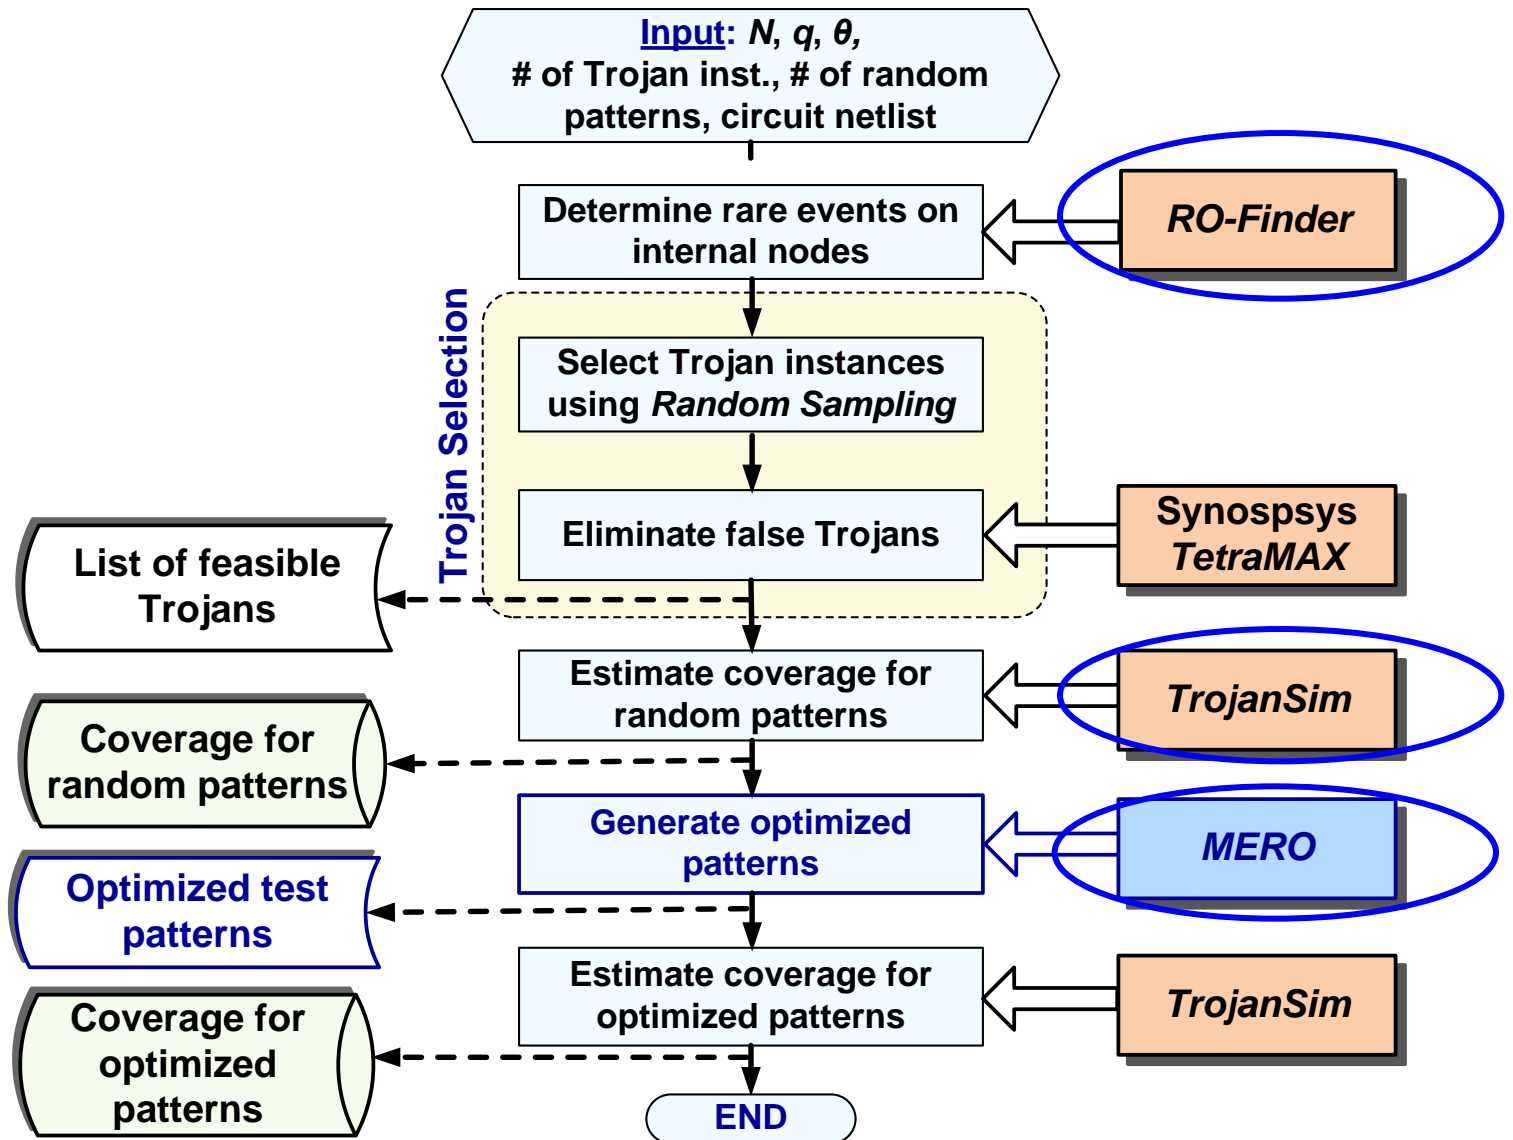 Input: N, q, θ,
# of Trojan inst., # of random
patterns, circuit netlist
Determine rare events on
internal nodes
RO-Finder
Trojan Selection
Select Trojan instances
using Random Sampling
Eliminate false Trojans
Synospsys
TetraMAX
List of feasible
Trojans
Estimate coverage for
random patterns
TrojanSim
Coverage for
random patterns
Generate optimized
patterns
MERO
Optimized test
patterns
Estimate coverage for
optimized patterns
TrojanSim
Coverage for
optimized
patterns
END